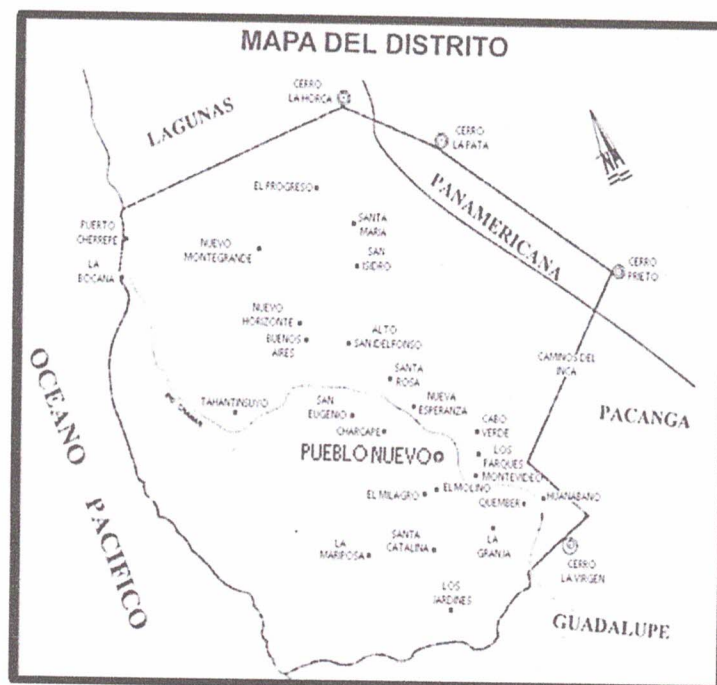 MAPA DEL DISTRITO
CERRO
LA HORCA
LAGUNAS
CERRO
LA PATA
NM
EL PROGRESO
PANAMERICANA
SANTA
MARIA
PUERTO
CHERREPE
NUEVO
MONTEGRANDE
SAN
ISIDRO
CERRO
PRIETO
LA
BOCANA
NUEVO
HORIZONTE
BUENOS
AIRES
ALTO
SAN IDELFONSO
CAMINOS DEL
INCA
SANTA
ROSA
OCEANO PACIFICO
RIO CHAMAN
TAHANTINSUYO
SAN
EUGENIO
NUEVA
ESPERANZA
PACANGA
CHARCAPE
CABO
VERDE
PUEBLO NUEVO
LOS
PARQUES
MONTEVIDEO
EL MILAGRO
EL MOLINO
QUEMBER
HUANABANO
LA
MARIPOSA
SANTA
CATALINA
LA
GRANJA
CERRO
LA VIRGEN
LOS
JARDINES
GUADALUPE